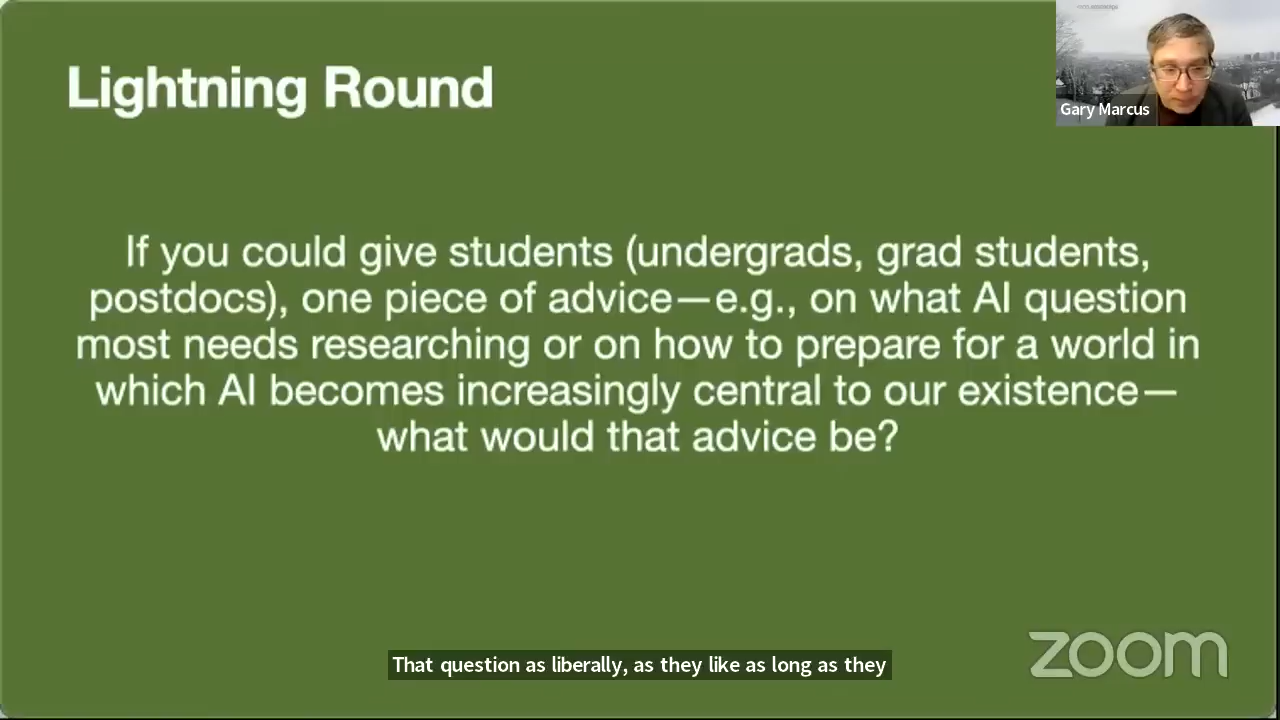 Lightning Round
Gary Marcus
If you could give students (undergrads, grad students,
postdocs), one piece of advice—e.g., on what AI question
most needs researching or on how to prepare for a world in
which AI becomes increasingly central to our existence—
what would that advice be?
zoom
That question as liberally, as they like as long as they